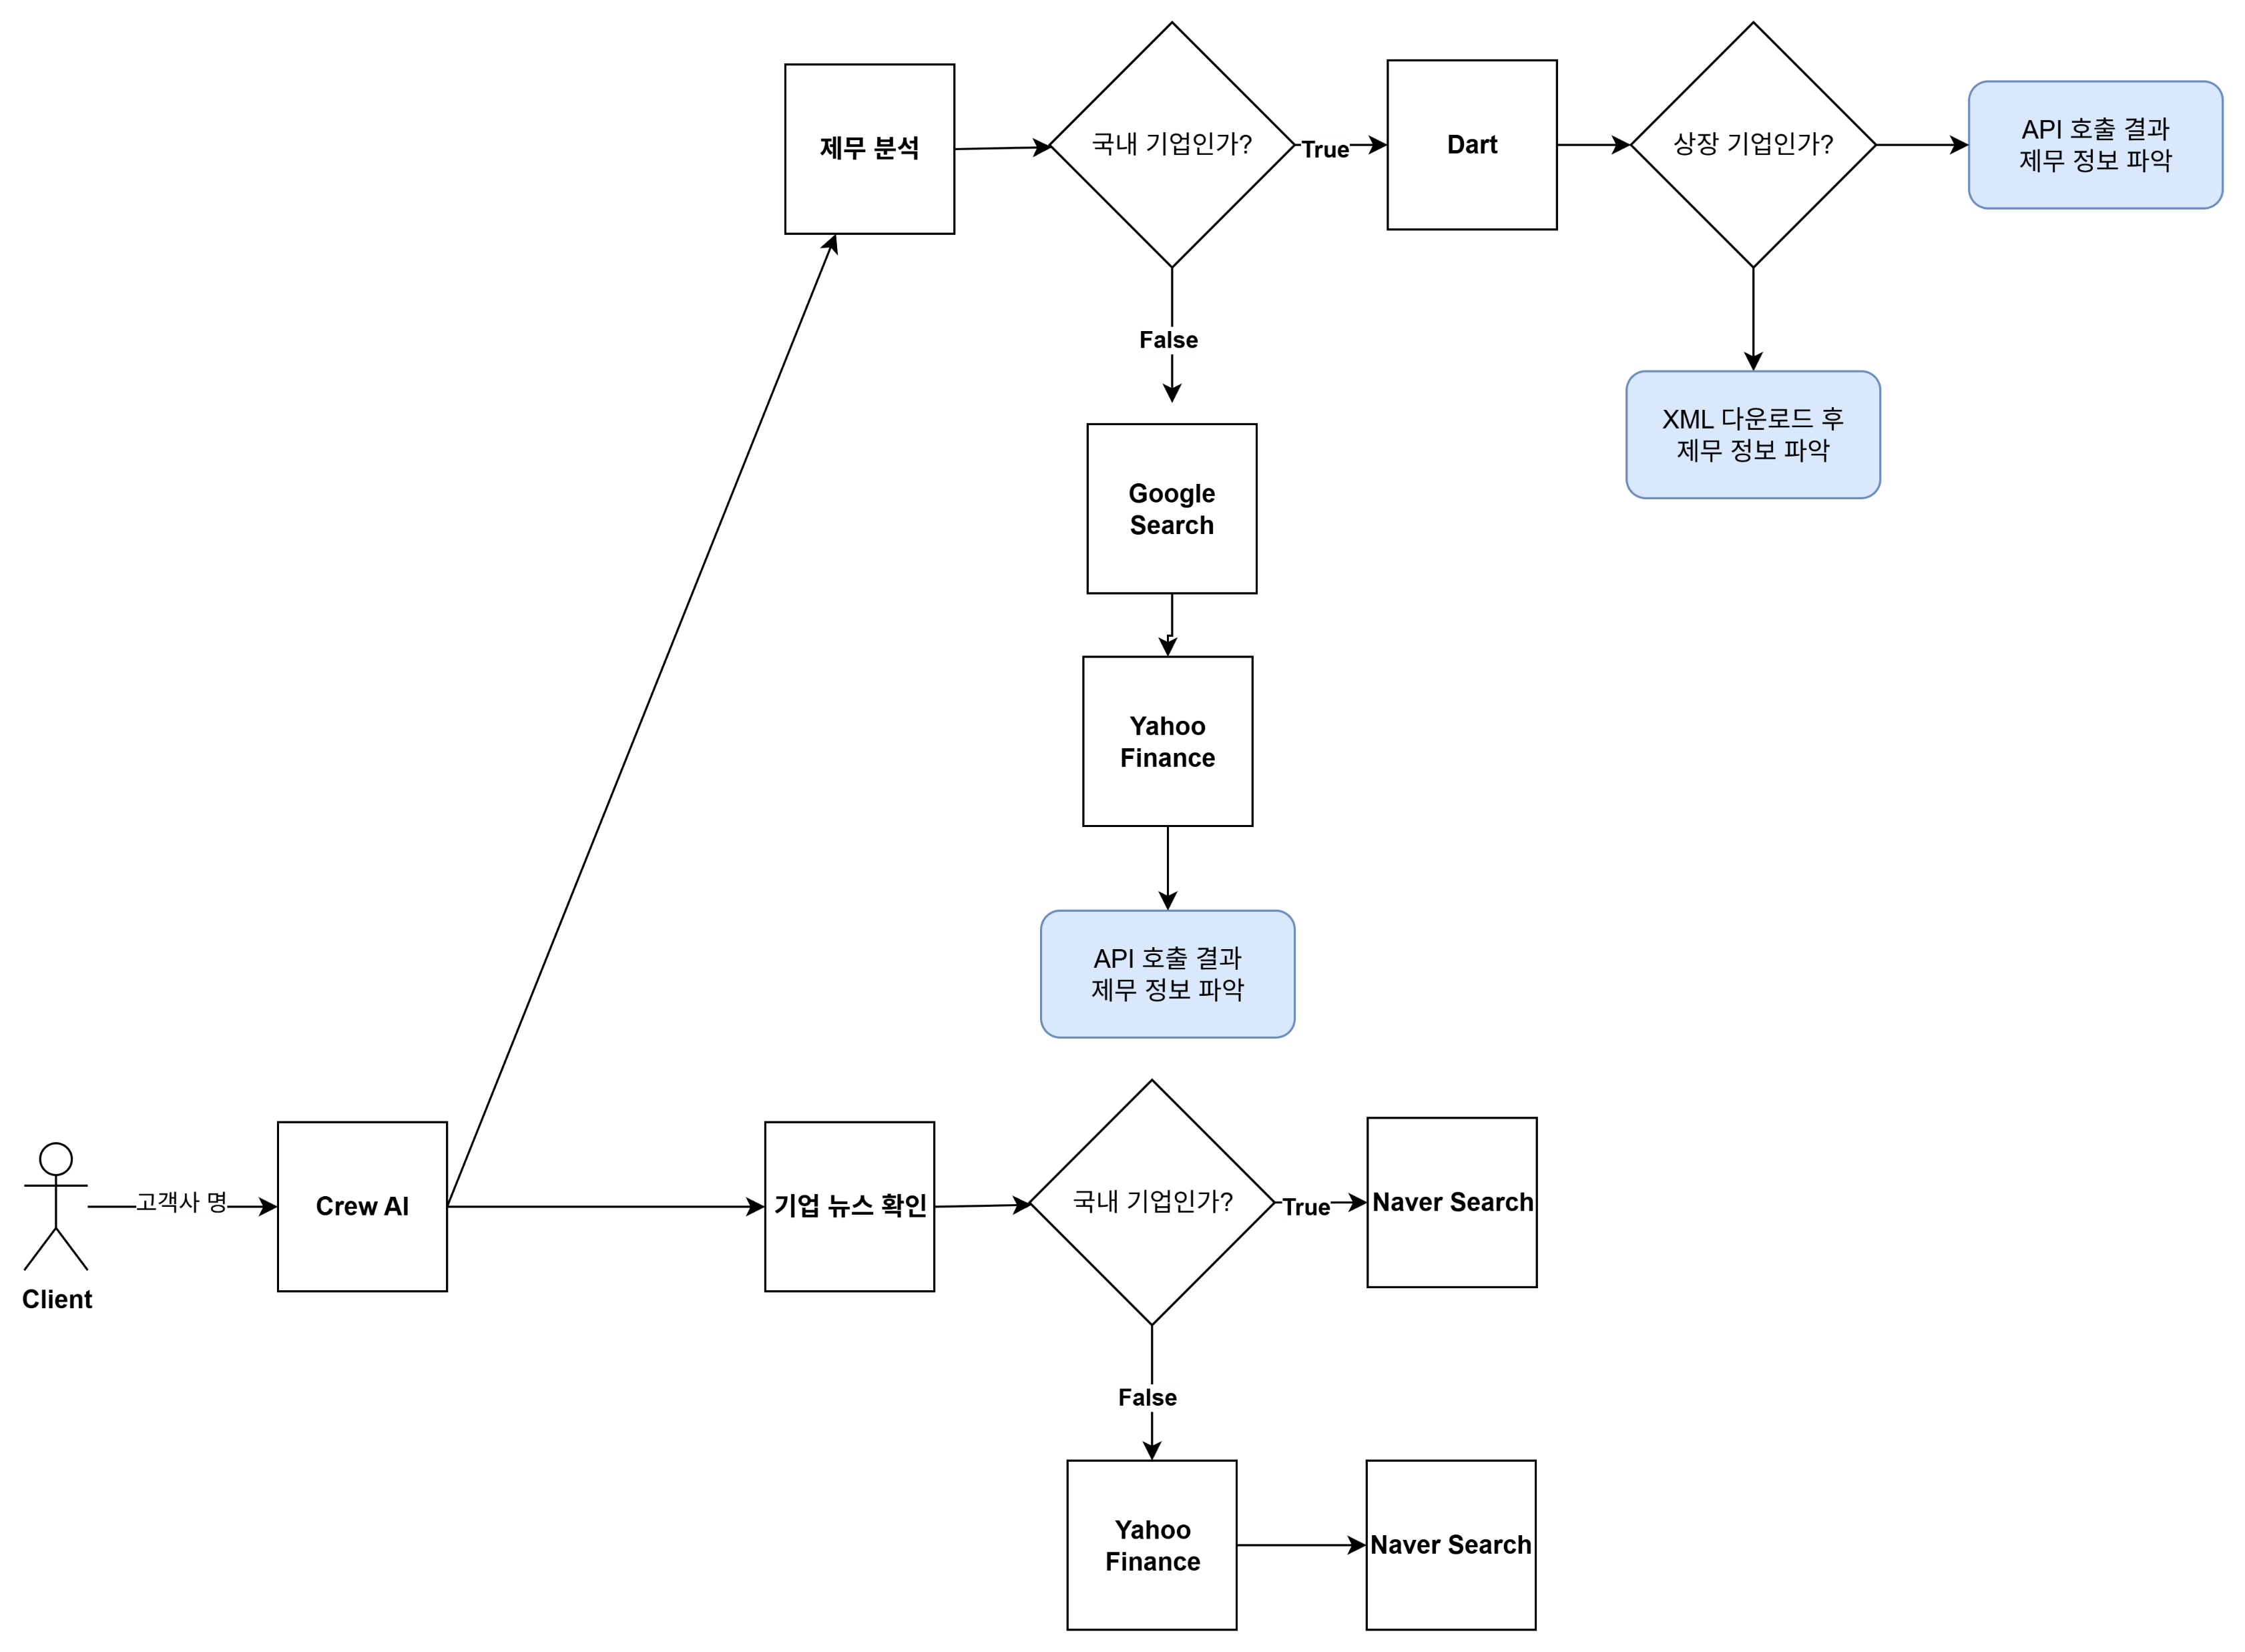 제무 분석
국내 기업인가?
True
Dart
상장 기업인가?
API 호출 결과
제무 정보 파악
False
XML 다운로드 후
제무 정보 파악
Google
Search
Yahoo
Finance
API 호출 결과
제무 정보 파악
Client
고객사 명
Crew AI
기업 뉴스 확인
국내 기업인가?
True
Naver Search
False
Yahoo
Finance
Naver Search